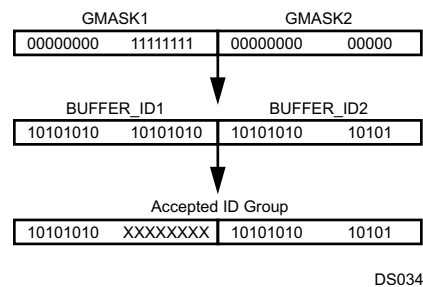 GMASK1 GMASK2
00000000 11111111 00000000 00000
BUFFER_ID1 BUFFER_ID2
10101010 10101010 10101010 10101
Accepted ID Group
10101010 XXXXXXXX 10101010 10101
DS034